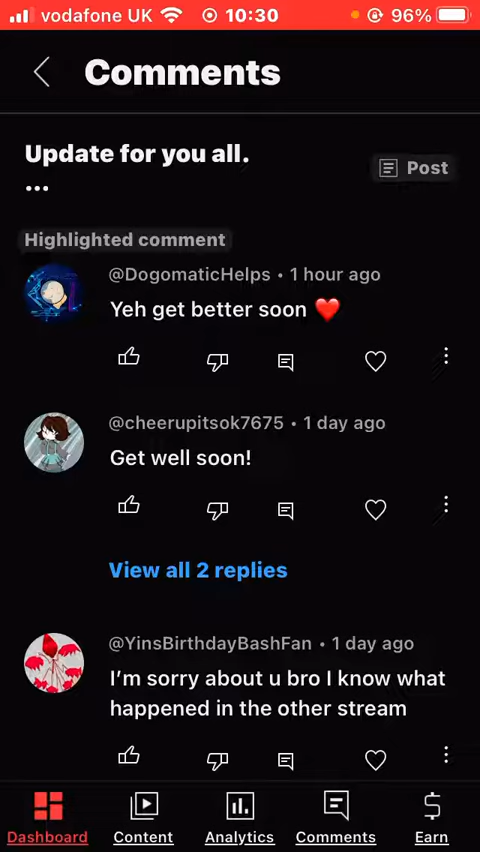 vodafone UK 10:30 96%
Comments
Update for you all.
...
Post
Highlighted comment
@DogomaticHelps • 1 hour ago
Yeh get better soon ❤️
@cheerupitsok7675 • 1 day ago
Get well soon!
View all 2 replies
@YinsBirthdayBashFan • 1 day ago
I'm sorry about u bro I know what
happened in the other stream
Dashboard Content Analytics Comments Earn